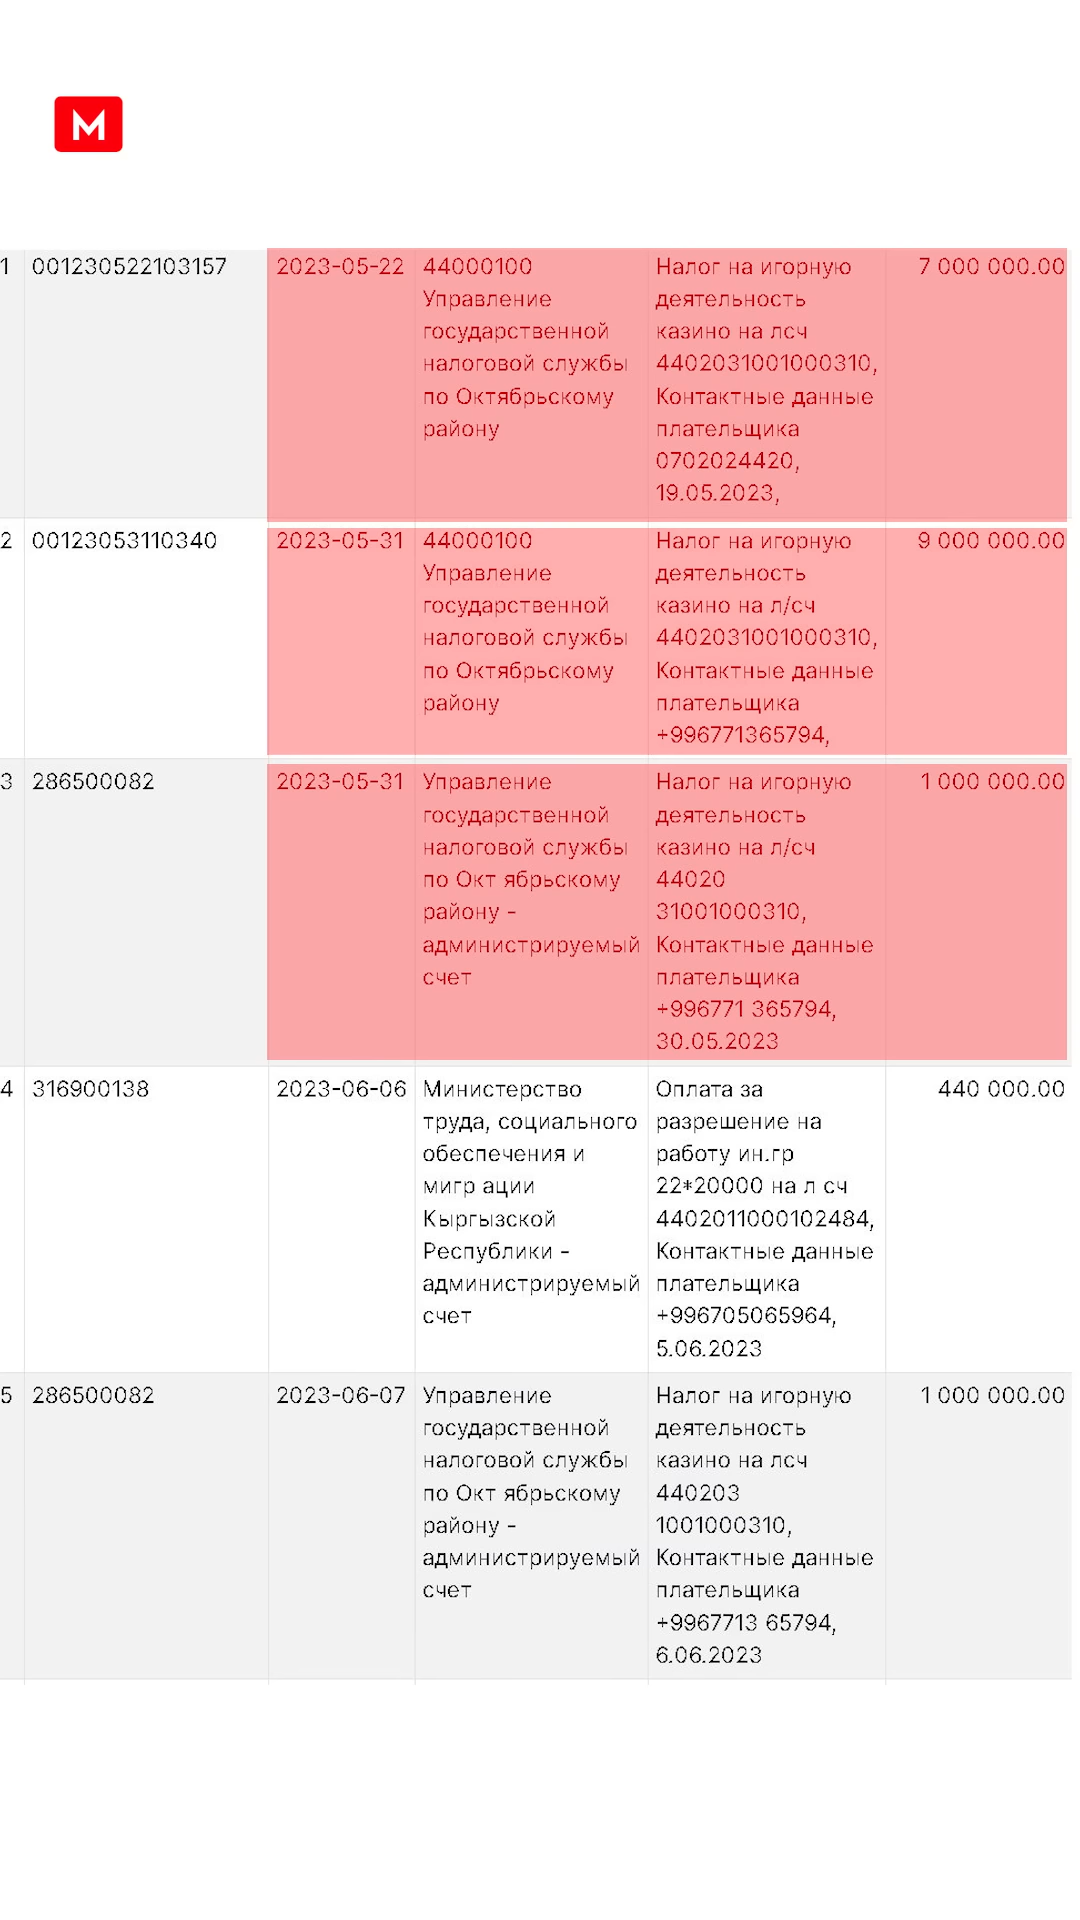 M
1
001230522103157
2023-05-22
44000100
Управление
государственной
налоговой службы
по Октябрьскому
району
Налог на игорную
деятельность
казино на лсч
4402031001000310,
Контактные данные
плательщика
0702024420,
19.05.2023,
7 000 000.00
2
00123053110340
2023-05-31
44000100
Управление
государственной
налоговой службы
по Октябрьскому
району
Налог на игорную
деятельность
казино на л/сч
4402031001000310,
Контактные данные
плательщика
+996771365794,
9 000 000.00
3
286500082
2023-05-31
Управление
государственной
налоговой службы
по Окт ябрьскому
району -
администрируемый
счет
Налог на игорную
деятельность
казино на л/сч
44020
31001000310,
Контактные данные
плательщика
+996771 365794,
30.05.2023
1 000 000.00
4
316900138
2023-06-06
Министерство
труда, социального
обеспечения и
мигр ации
Кыргызской
Республики -
администрируемый
счет
Оплата за
разрешение на
работу ин.гр
22*20000 на л сч
4402011000102484,
Контактные данные
плательщика
+996705065964,
5.06.2023
440 000.00
5
286500082
2023-06-07
Управление
государственной
налоговой службы
по Окт ябрьскому
району -
администрируемый
счет
Налог на игорную
деятельность
казино на лсч
440203
1001000310,
Контактные данные
плательщика
+9967713 65794,
6.06.2023
1 000 000.00